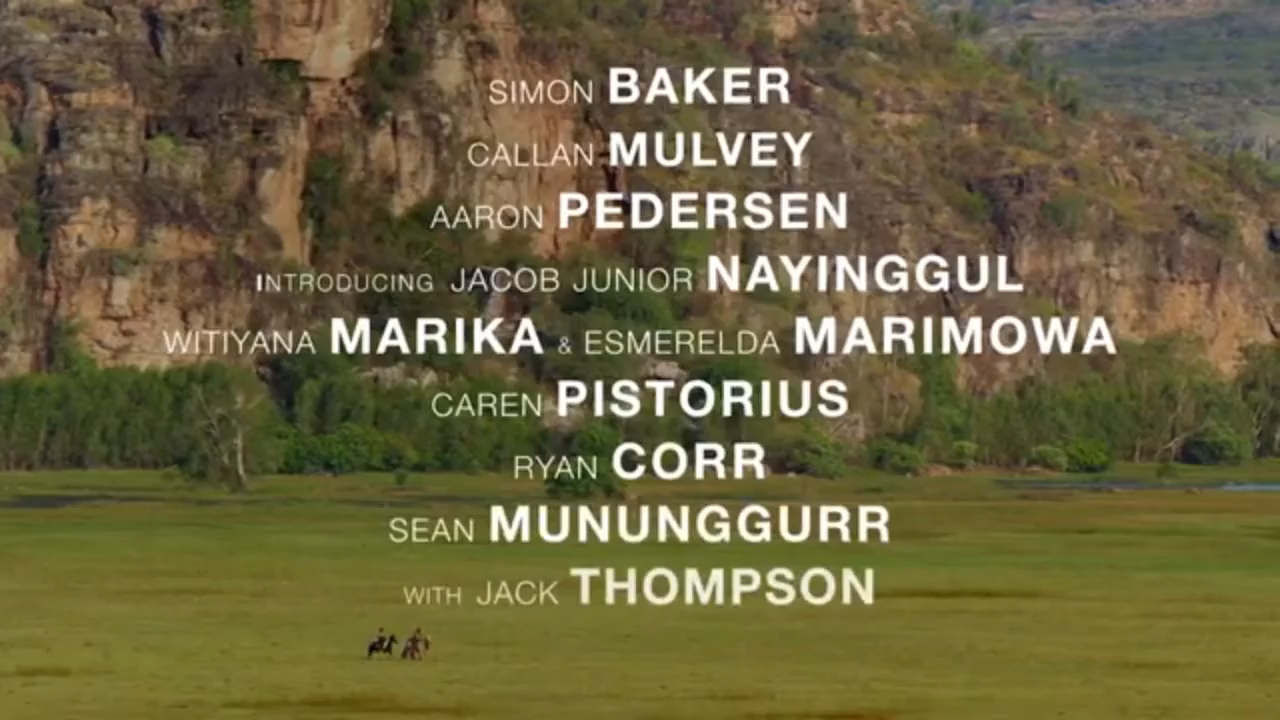 SIMON BAKER
CALLAN MULVEY
AARON PEDERSEN
INTRODUCING JACOB JUNIOR NAYINGGUL
WITIYANA MARIKA & ESMERELDA MARIMOWA
CAREN PISTORIUS
RYAN CORR
SEAN MUNUNGGURR
WITH JACK THOMPSON